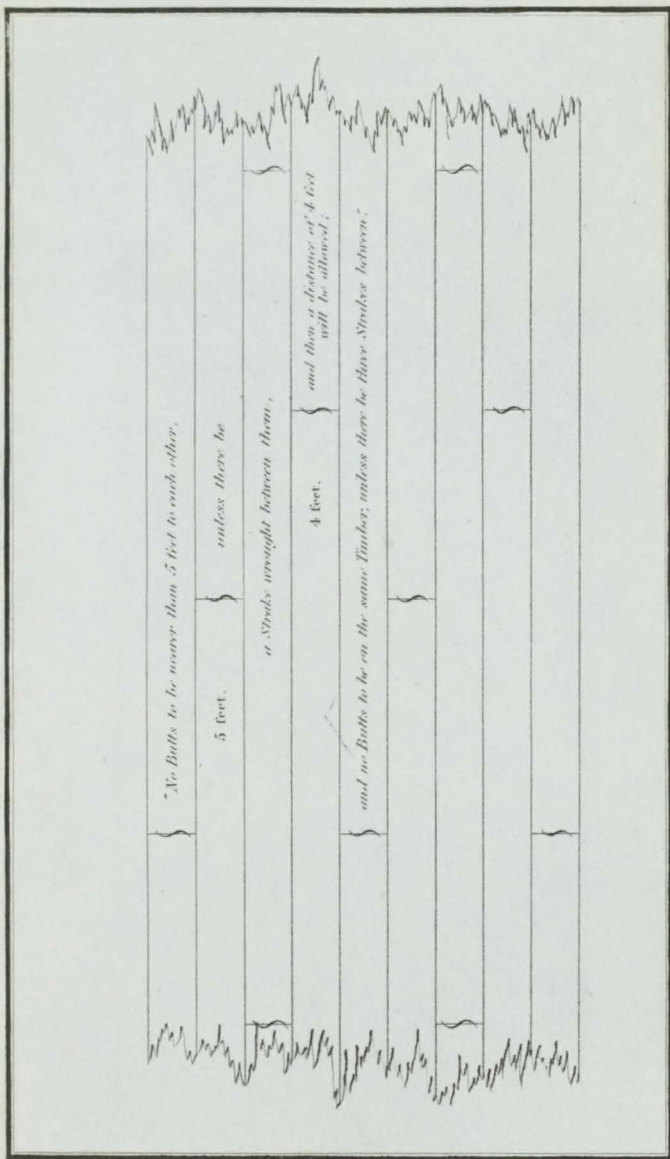 "No Butts to be nearer than 5 feet to each other,
5 feet.
unless there be
a Strake wrought between them,
4 feet.
and then a distance of 4 feet
will be allowed;
and no Butts to be on the same Timber, unless there be three Strakes between;"